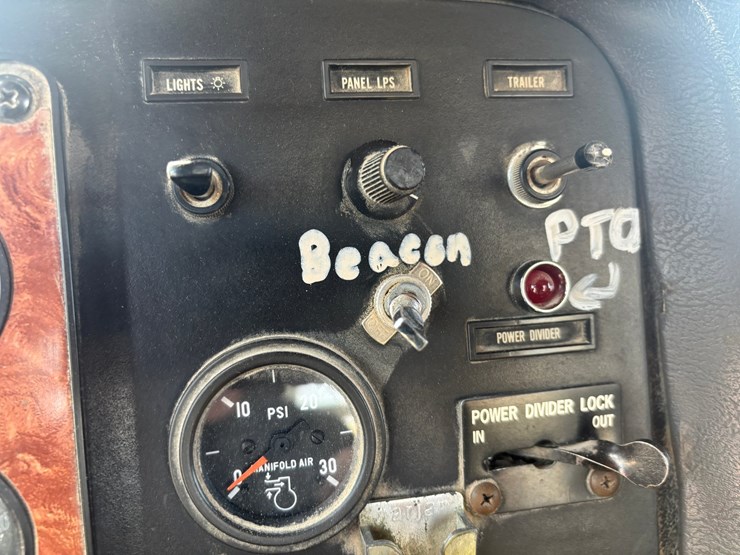 LIGHTS
PANEL LPS
TRAILER
Beacon
PTO
ON
POWER DIVIDER
POWER DIVIDER LOCK
IN OUT
10 PSI 20
0 MANIFOLD AIR 30